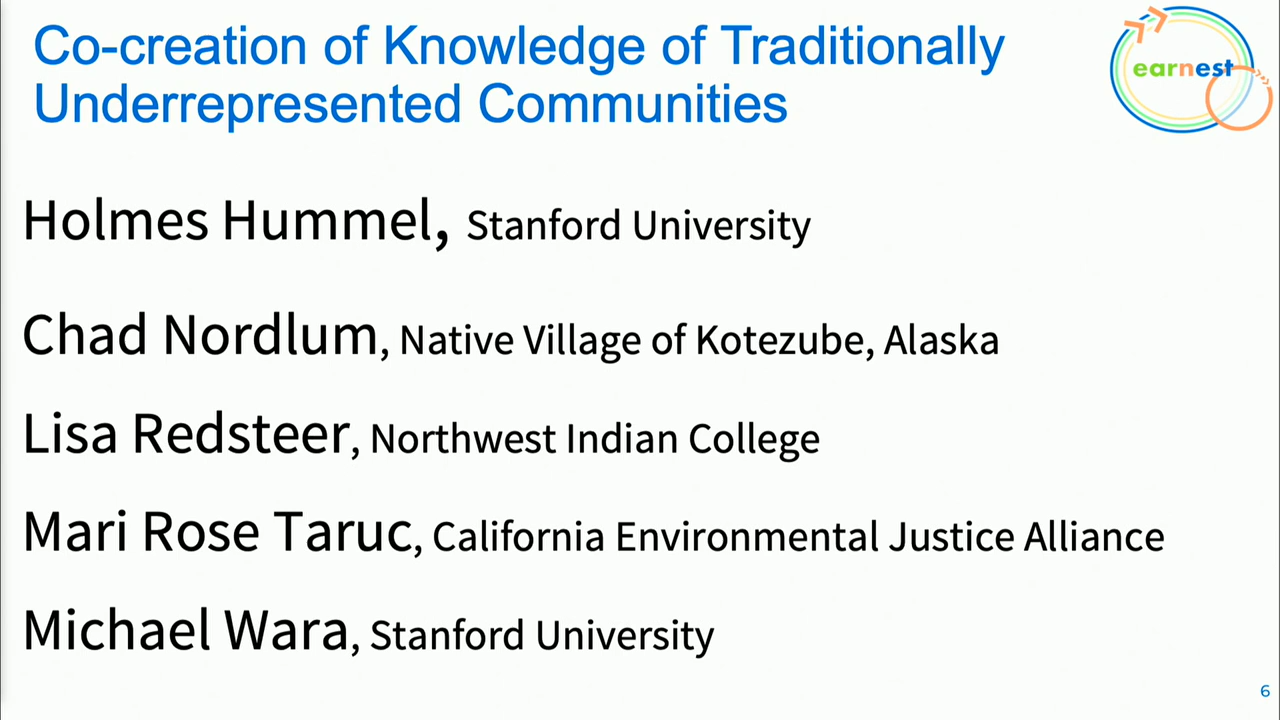 Co-creation of Knowledge of Traditionally
Underrepresented Communities
earnest
Holmes Hummel, Stanford University
Chad Nordlum, Native Village of Kotezube, Alaska
Lisa Redsteer, Northwest Indian College
Mari Rose Taruc, California Environmental Justice Alliance
Michael Wara, Stanford University
6